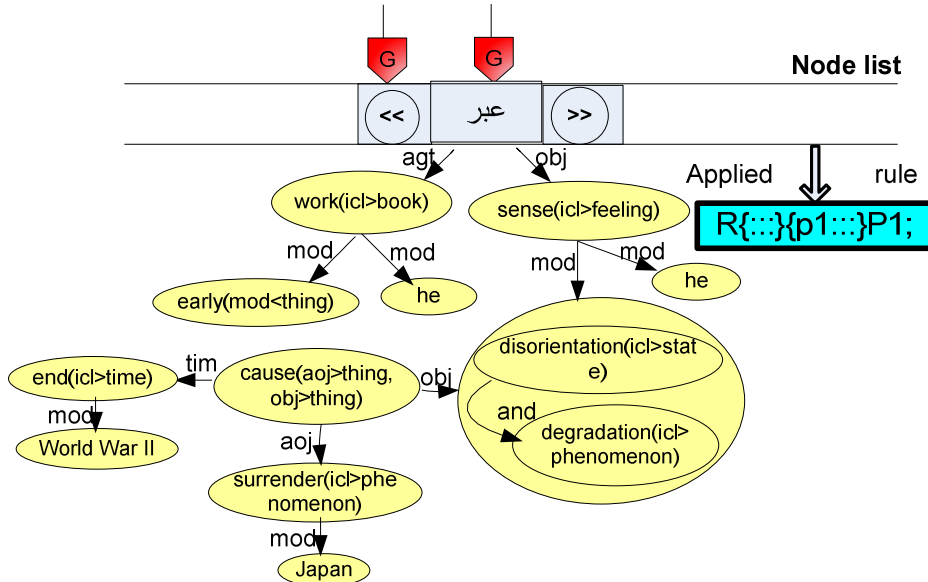 G
G
Node list
<<
عبر
>>
agt
obj
Applied
rule
work(icl>book)
sense(icl>feeling)
R{:::}{p1:::}P1;
mod
mod
mod
mod
early(mod<thing)
he
he
disorientation(icl>stat
e)
end(icl>time)
tim
cause(aoj>thing,
obj>thing)
obj
and
mod
World War II
degradation(icl>
phenomenon)
aoj
surrender(icl>phe
nomenon)
mod
Japan